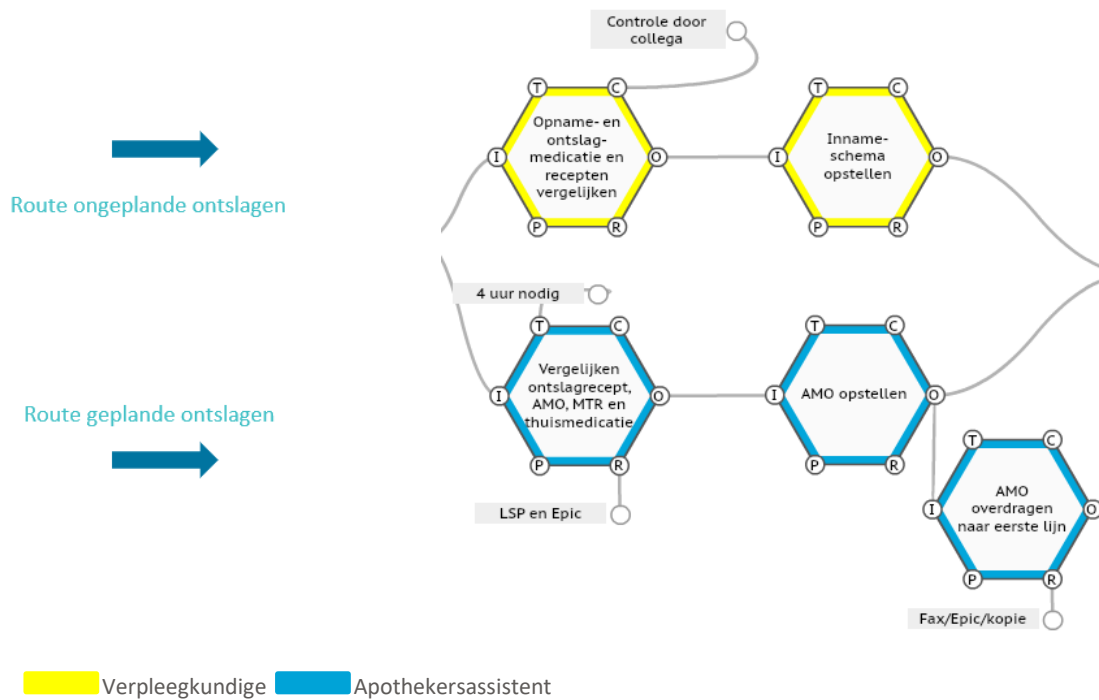 Controle door
collega
T
C
T
C
Opname- en
ontslag-
medicatie en
recepten
vergelijken
Inname-
schema
opstellen
I
O
I
O
P
R
P
R
Route ongeplande ontslagen
4 uur nodig
T
C
T
C
Vergelijken
ontslagrecept,
AMO, MTR en
thuismedicatie
AMO opstellen
I
O
I
O
P
R
P
R
Route geplande ontslagen
LSP en Epic
T
C
AMO
overdragen
naar eerste lijn
I
O
P
R
Fax/Epic/kopie
Verpleegkundige
Apothekersassistent